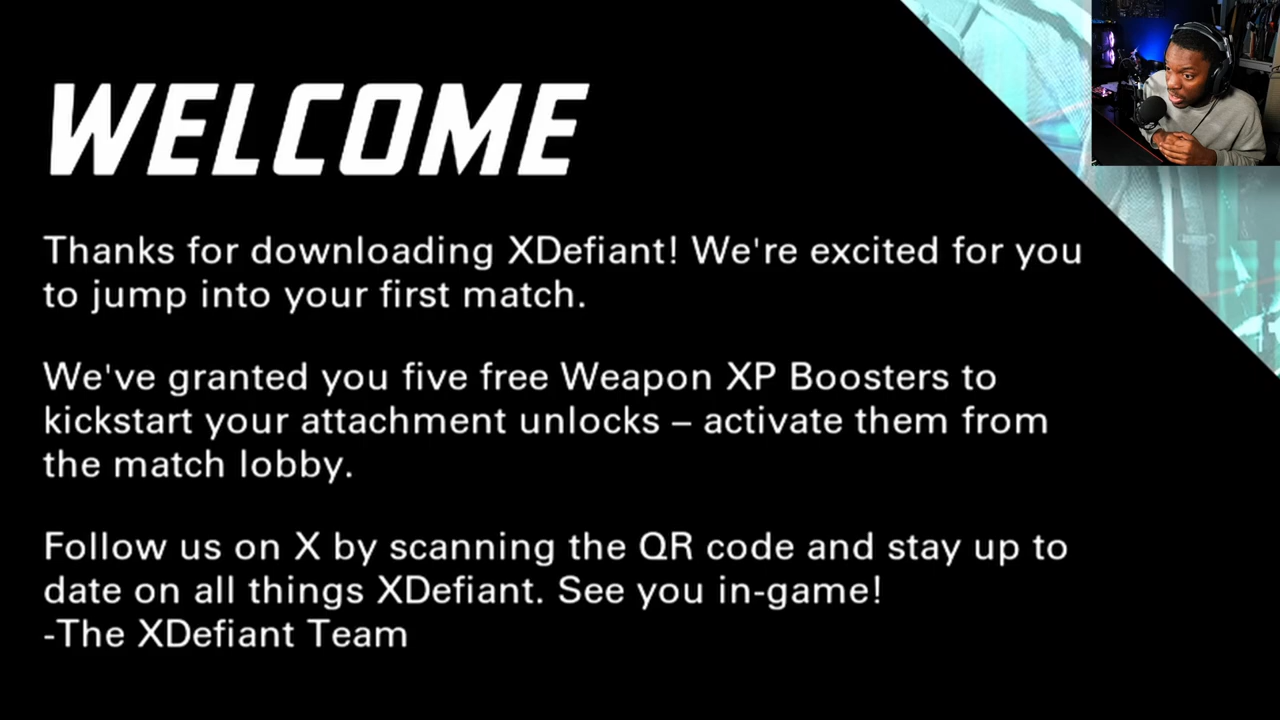 WELCOME
Thanks for downloading XDefiant! We're excited for you
to jump into your first match.
We've granted you five free Weapon XP Boosters to
kickstart your attachment unlocks – activate them from
the match lobby.
Follow us on X by scanning the QR code and stay up to
date on all things XDefiant. See you in-game!
-The XDefiant Team